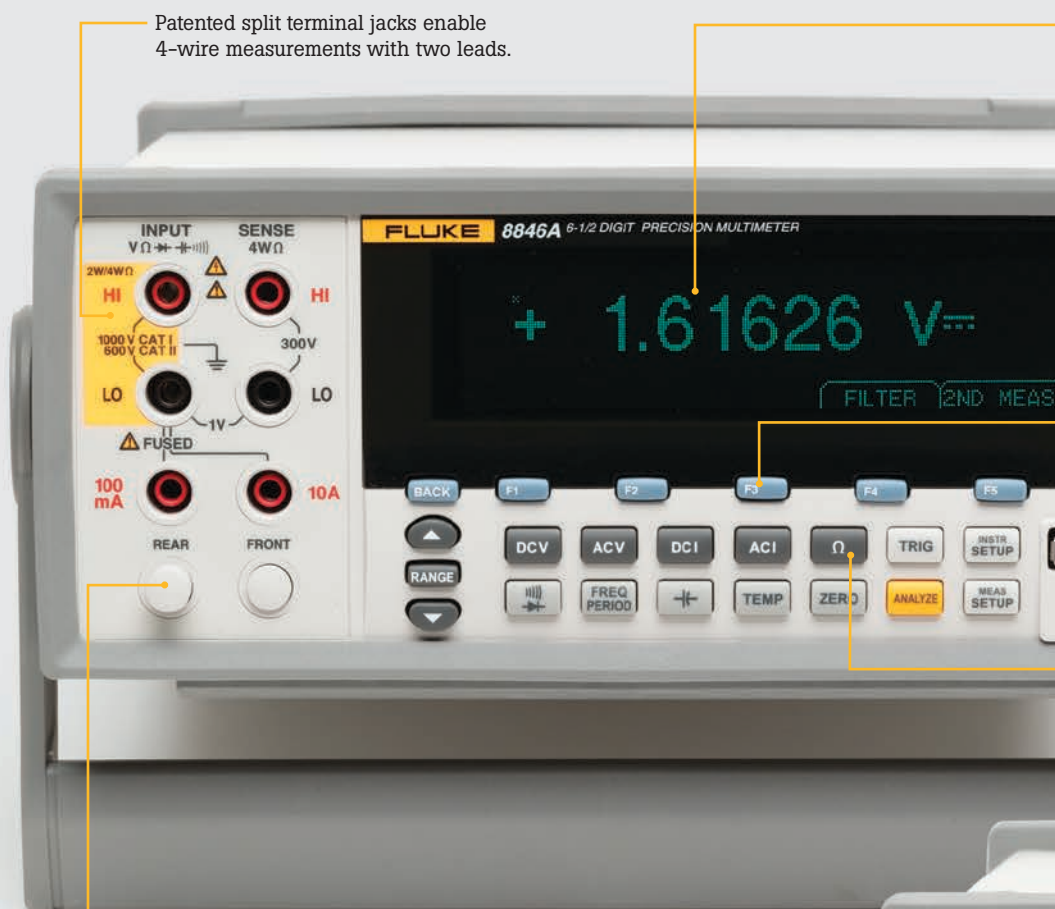 Patented split terminal jacks enable
4-wire measurements with two leads.
INPUT
VΩ
SENSE
4WΩ
2W/4WΩ
HI
HI
1000 V CAT I
600 V CAT II
300V
LO
LO
1V
FUSED
100
mA
10A
REAR
FRONT
FLUKE 8846A 6-1/2 DIGIT PRECISION MULTIMETER
+ 1.61626 V
FILTER 2ND MEAS
BACK F1 F2 F3 F4 F5
RANGE
DCV ACV DCI ACI Ω TRIG INSTR SETUP
FREQ PERIOD TEMP ZERO ANALYZE MEAS SETUP